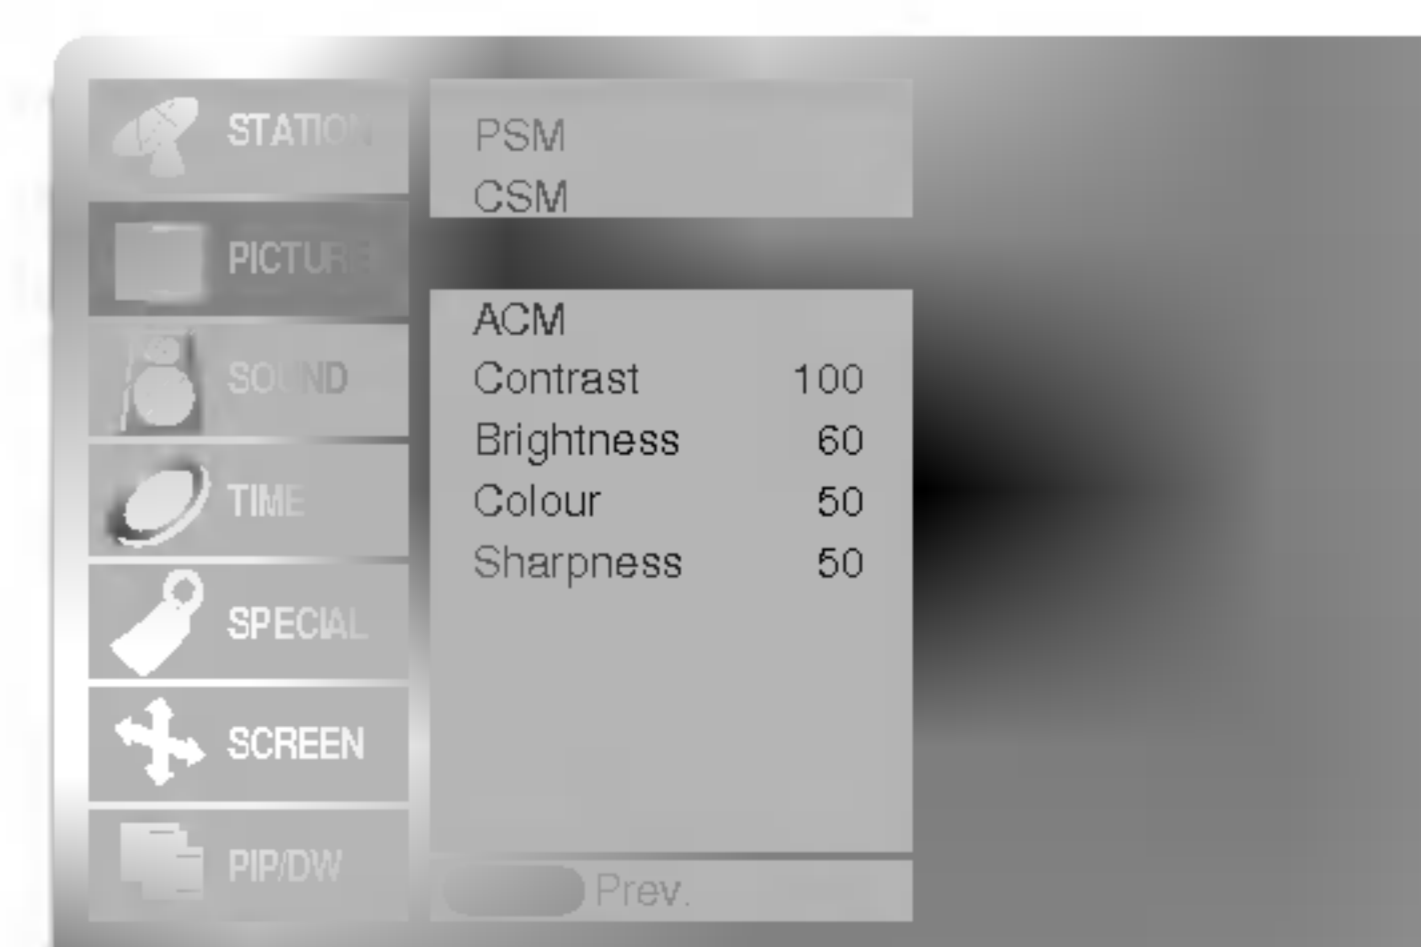 STATION
PICTURE
SOUND
TIME
SPECIAL
SCREEN
PIP/DW
PSM
CSM
ACM
Contrast 100
Brightness 60
Colour 50
Sharpness 50
Prev.